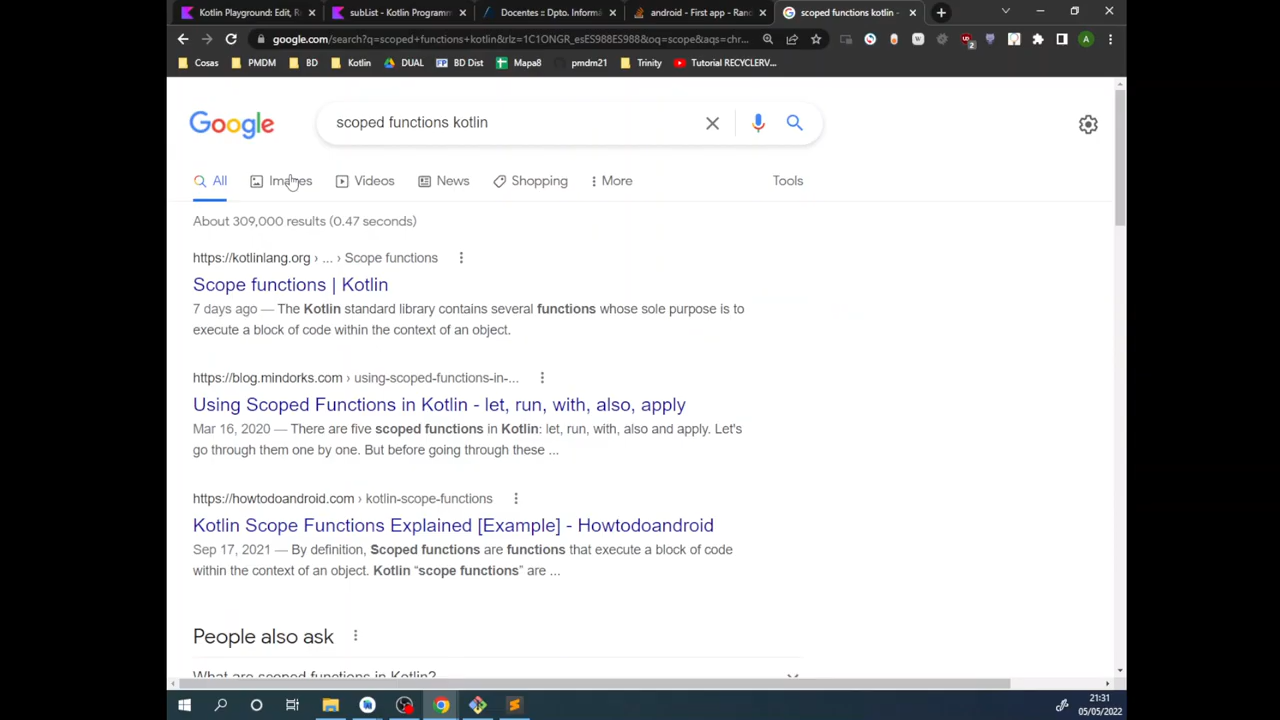 Kotlin Playground: Edit, R
subList - Kotlin Programm
Docentes :: Dpto. Informá
android - First app - Rand
scoped functions kotlin -
google.com/search?q=scoped+functions+kotlin&rlz=1C1ONGR_esES988ES988&oq=scope&aqs=chr...
2
A
Cosas
PMDM
BD
Kotlin
DUAL
BD Dist
Mapa8
pmdm21
Trinity
Tutorial RECYCLERV...
Google
scoped functions kotlin
All
Images
Videos
News
Shopping
More
Tools
About 309,000 results (0.47 seconds)
https://kotlinlang.org › ... › Scope functions
Scope functions | Kotlin
7 days ago — The Kotlin standard library contains several functions whose sole purpose is to
execute a block of code within the context of an object.
https://blog.mindorks.com › using-scoped-functions-in-...
Using Scoped Functions in Kotlin - let, run, with, also, apply
Mar 16, 2020 — There are five scoped functions in Kotlin: let, run, with, also and apply. Let's
go through them one by one. But before going through these ...
https://howtodoandroid.com › kotlin-scope-functions
Kotlin Scope Functions Explained [Example] - Howtodoandroid
Sep 17, 2021 — By definition, Scoped functions are functions that execute a block of code
within the context of an object. Kotlin “scope functions” are ...
People also ask
What are scoped functions in Kotlin?
21:31
05/05/2022